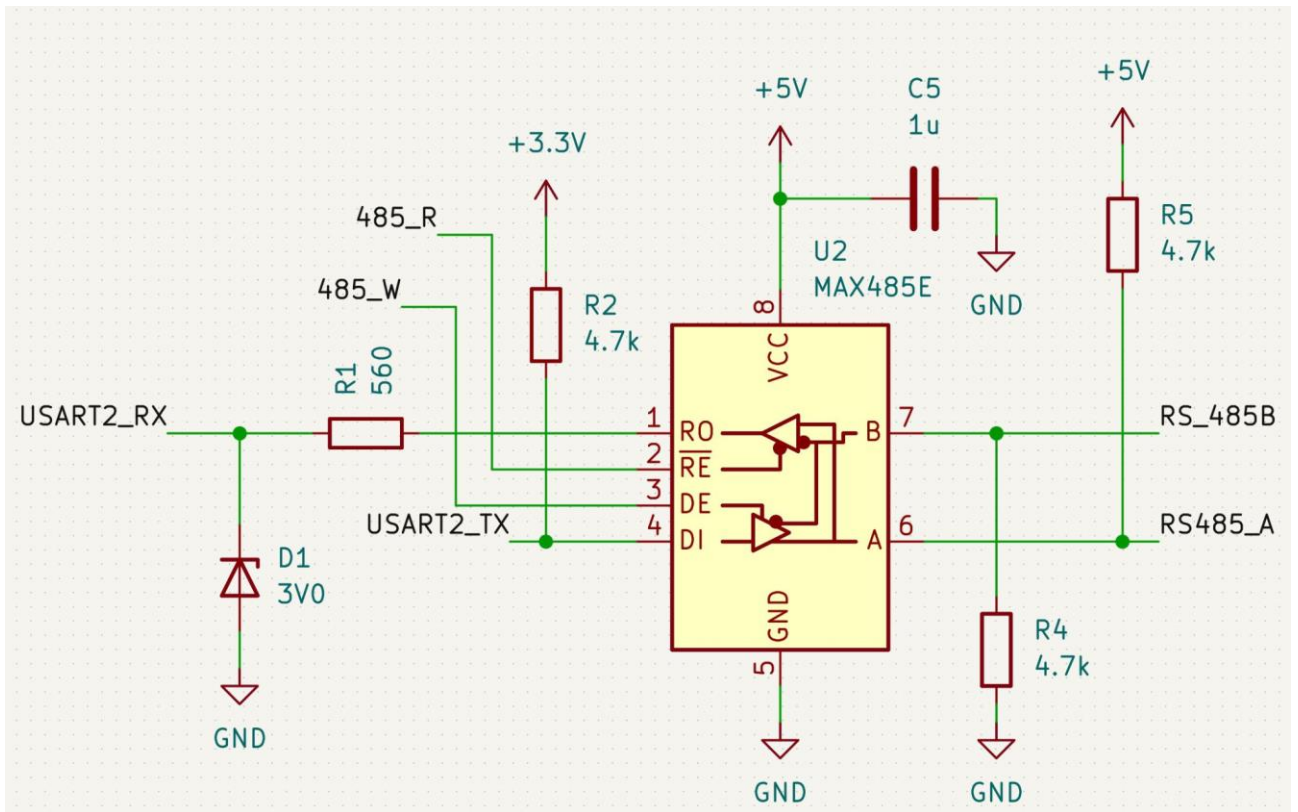 +5V
C5
1u
+5V
+3.3V
485_R
R5
4.7k
U2
MAX485E
485_W
R2
4.7k
GND
8
VCC
R1
560
USART2_RX
1
RO
7
B
RS_485B
2
RE
3
DE
USART2_TX
4
DI
6
A
RS485_A
D1
3V0
GND
5
R4
4.7k
GND
GND
GND